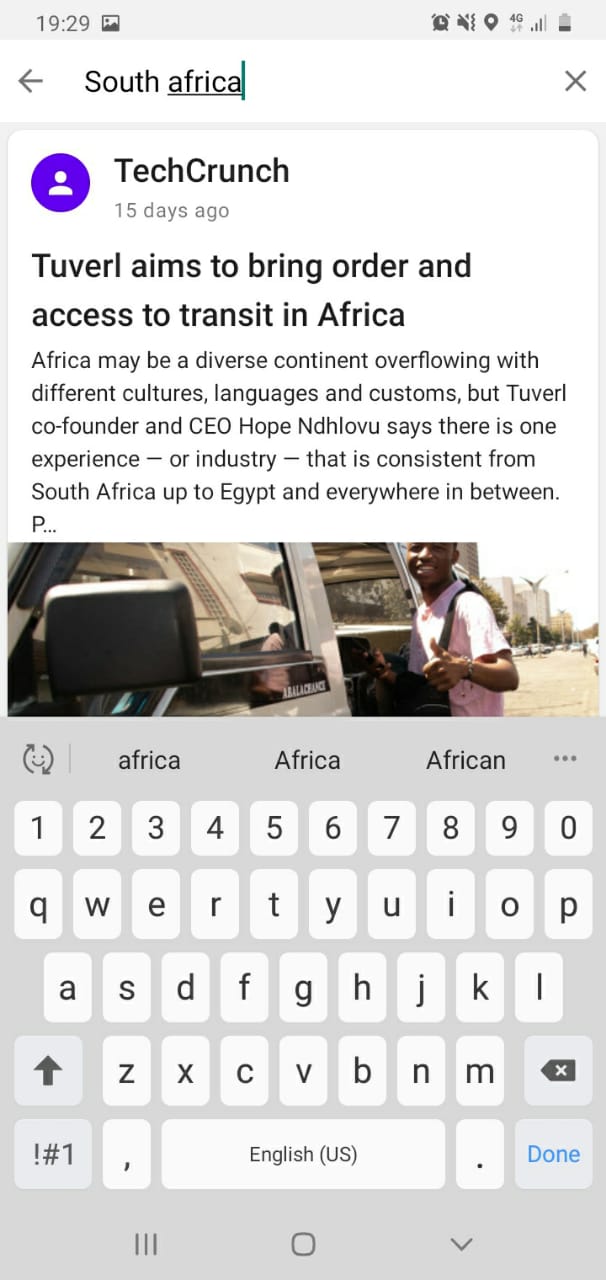 19:29
4G
South africa
TechCrunch
15 days ago
Tuverl aims to bring order and
access to transit in Africa
Africa may be a diverse continent overflowing with
different cultures, languages and customs, but Tuverl
co-founder and CEO Hope Ndhlovu says there is one
experience — or industry — that is consistent from
South Africa up to Egypt and everywhere in between.
P...
africa Africa African
1 2 3 4 5 6 7 8 9 0
q w e r t y u i o p
a s d f g h j k l
z x c v b n m
!#1 , English (US) . Done